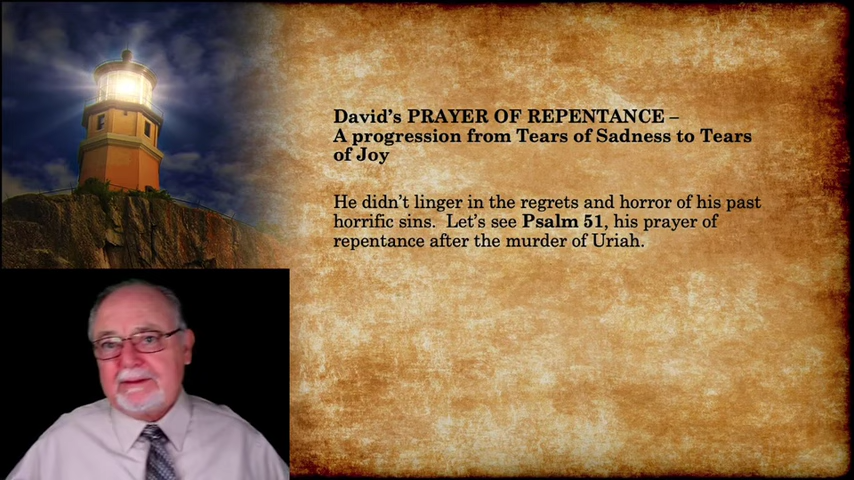 David’s PRAYER OF REPENTANCE –
A progression from Tears of Sadness to Tears
of Joy
He didn’t linger in the regrets and horror of his past
horrific sins.  Let’s see Psalm 51, his prayer of
repentance after the murder of Uriah.